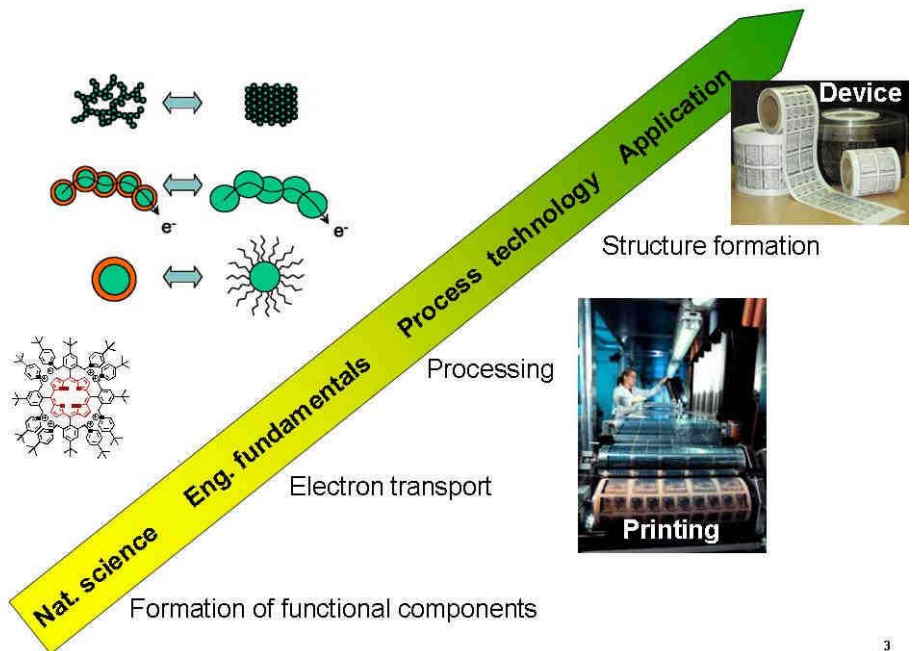 Application
Device
e-
e-
Process technology
Structure formation
Processing
Eng. fundamentals
Electron transport
Printing
Nat. science
Formation of functional components
3